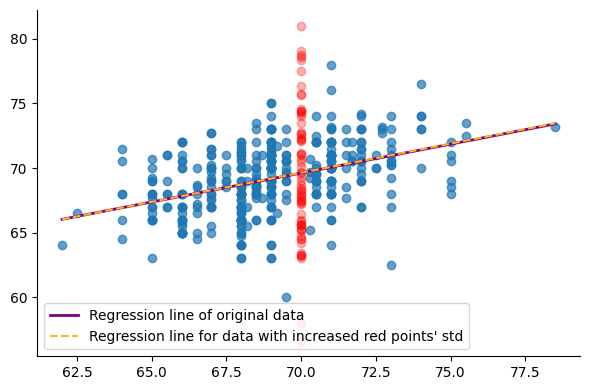 80
75
70
65
60
Regression line of original data
Regression line for data with increased red points' std
62.5 65.0 67.5 70.0 72.5 75.0 77.5